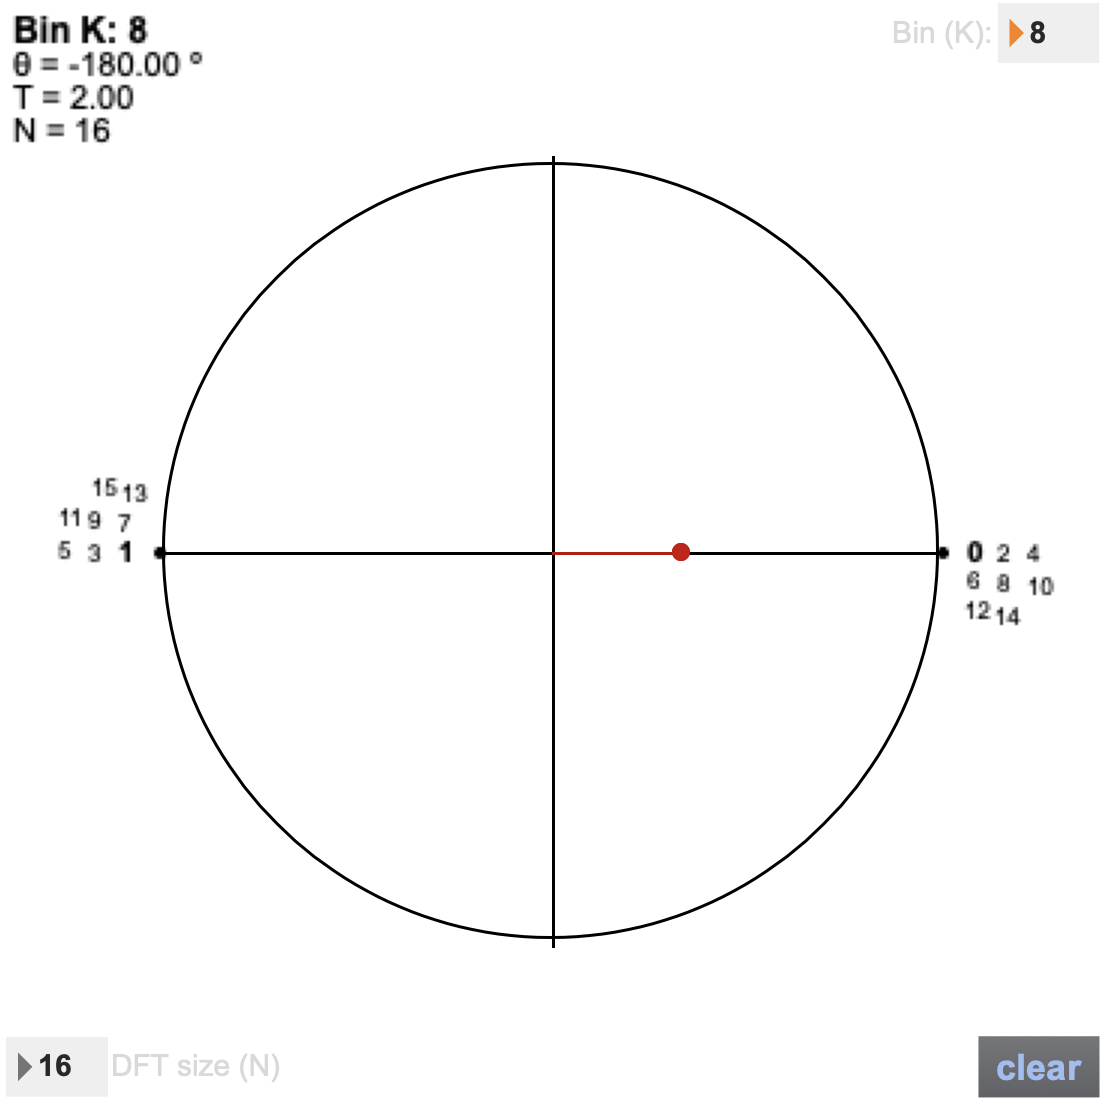 Bin K: 8
Bin (K): 8
θ = -180.00 º
T = 2.00
N = 16
15 13
11 9 7
5 3 1
0 2 4
6 8 10
12 14
16 DFT size (N)
clear